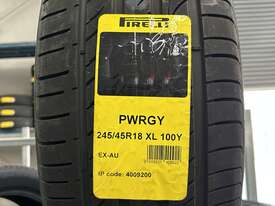 PIRELLI
PWRGY
245/45R18 XL 100Y
EX-AU
IP code: 4009200